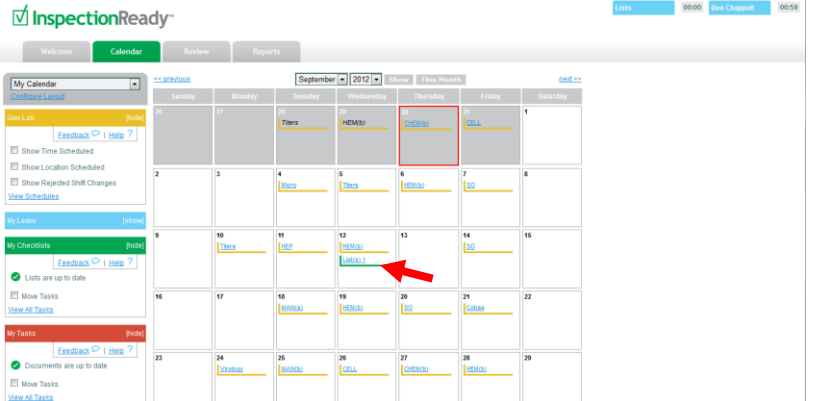 Lists 00:00 Ben Chappell 00:59
InspectionReady™
Welcome Calendar Review Reports
My Calendar
Configure Layout
<< previous September 2012 Show This Month next >>
Sunday Monday Tuesday Wednesday Thursday Friday Saturday
Gen Lab [hide]
Feedback | Help ?
Show Time Scheduled
Show Location Scheduled
Show Rejected Shift Changes
View Schedules
My Leave [show]
My Checklists [hide]
Feedback | Help ?
Lists are up to date
Move Tasks
View All Tasks
My Tasks [hide]
Feedback | Help ?
Documents are up to date
Move Tasks
View All Tasks
26 27 28 29 30 31 1
Titers HEM(b) CHEM(b) CELL
2 3 4 5 6 7 8
Micro Titers HEM(b) SO
9 10 11 12 13 14 15
Titers HEP HEM(b) SO
List(s) 1
16 17 18 19 20 21 22
MAN(a) HEM(b) SO Cobas
23 24 25 26 27 28 29
Virology MAN(b) CELL CHEM(b) HEM(b)